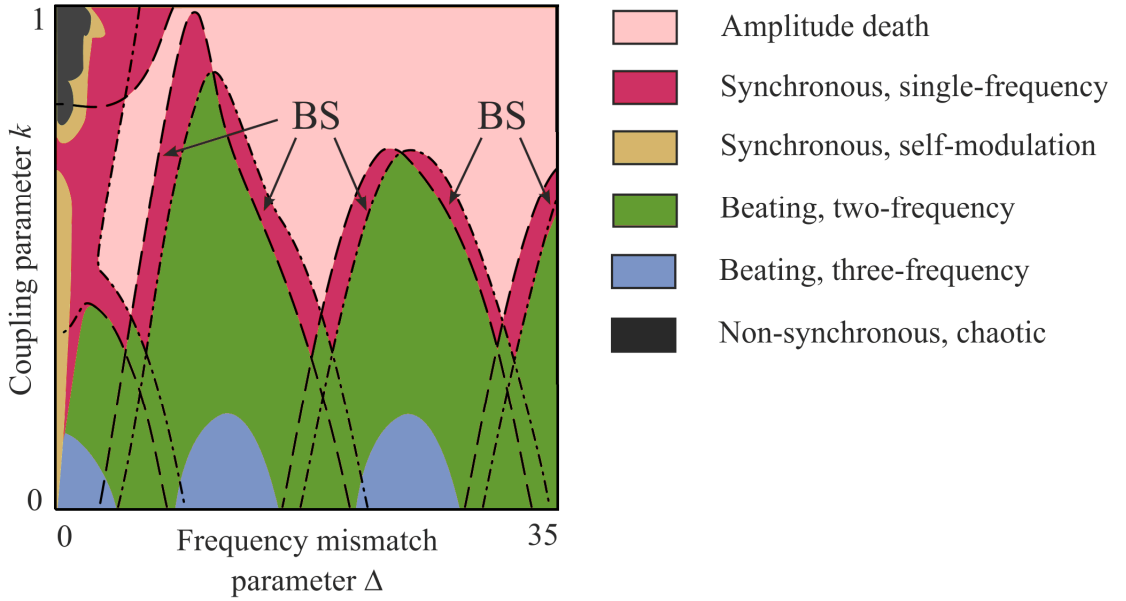 1
Coupling parameter k
0
BS
BS
0
35
Frequency mismatch
parameter Δ
Amplitude death
Synchronous, single-frequency
Synchronous, self-modulation
Beating, two-frequency
Beating, three-frequency
Non-synchronous, chaotic